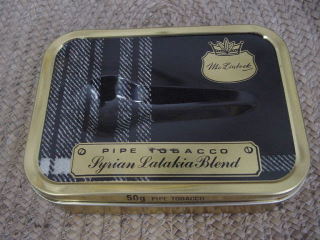 McLintock
PIPE TOBACCO
Syrian Latakia Blend
50g PIPE TOBACCO